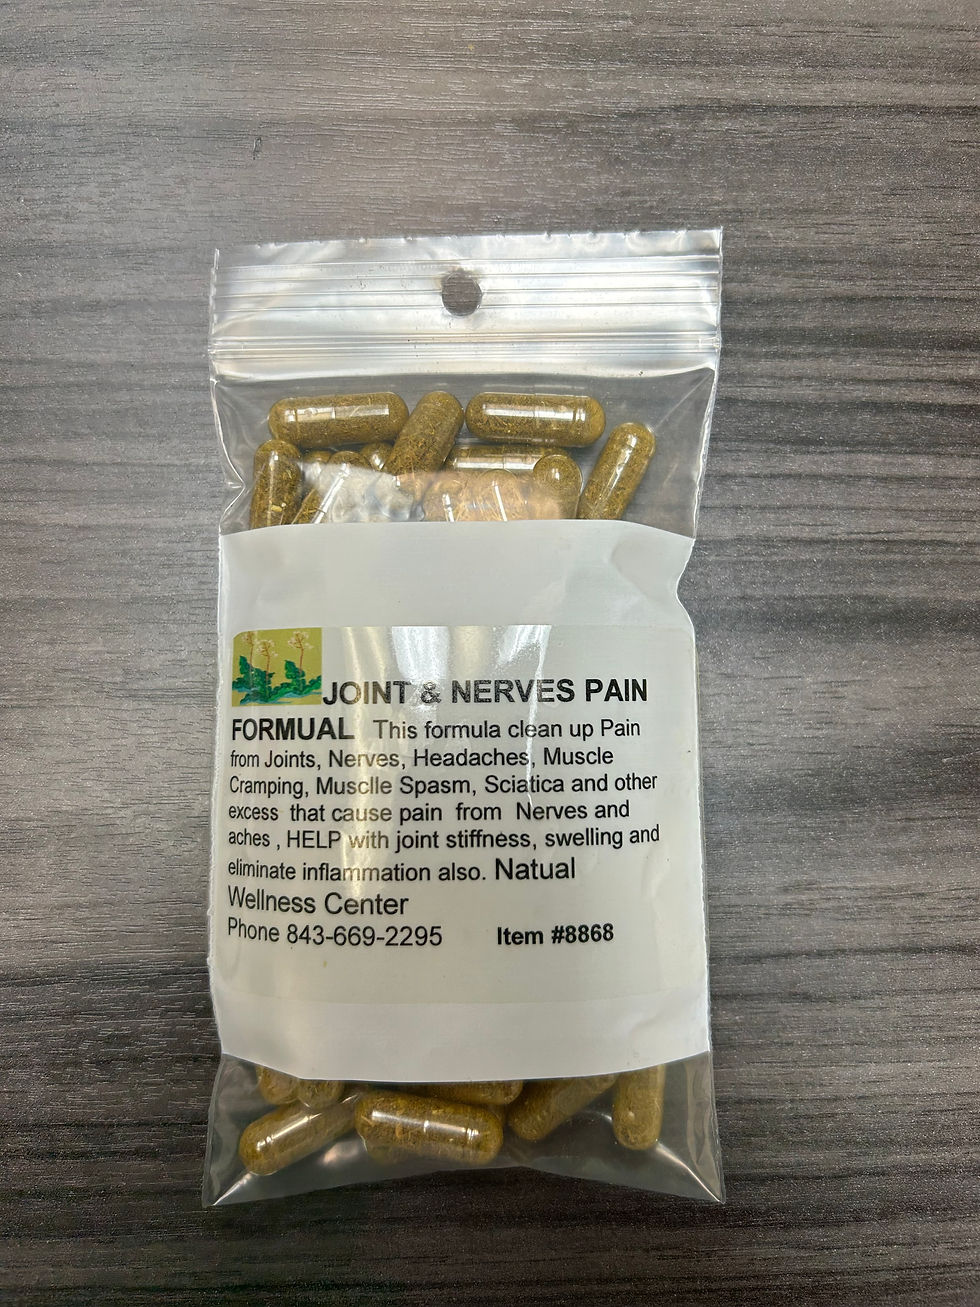 JOINT & NERVES PAIN
FORMUAL This formula clean up Pain
from Joints, Nerves, Headaches, Muscle
Cramping, Musclle Spasm, Sciatica and other
excess that cause pain from Nerves and
aches , HELP with joint stiffness, swelling and
eliminate inflammation also. Natual
Wellness Center
Phone 843-669-2295 Item #8868